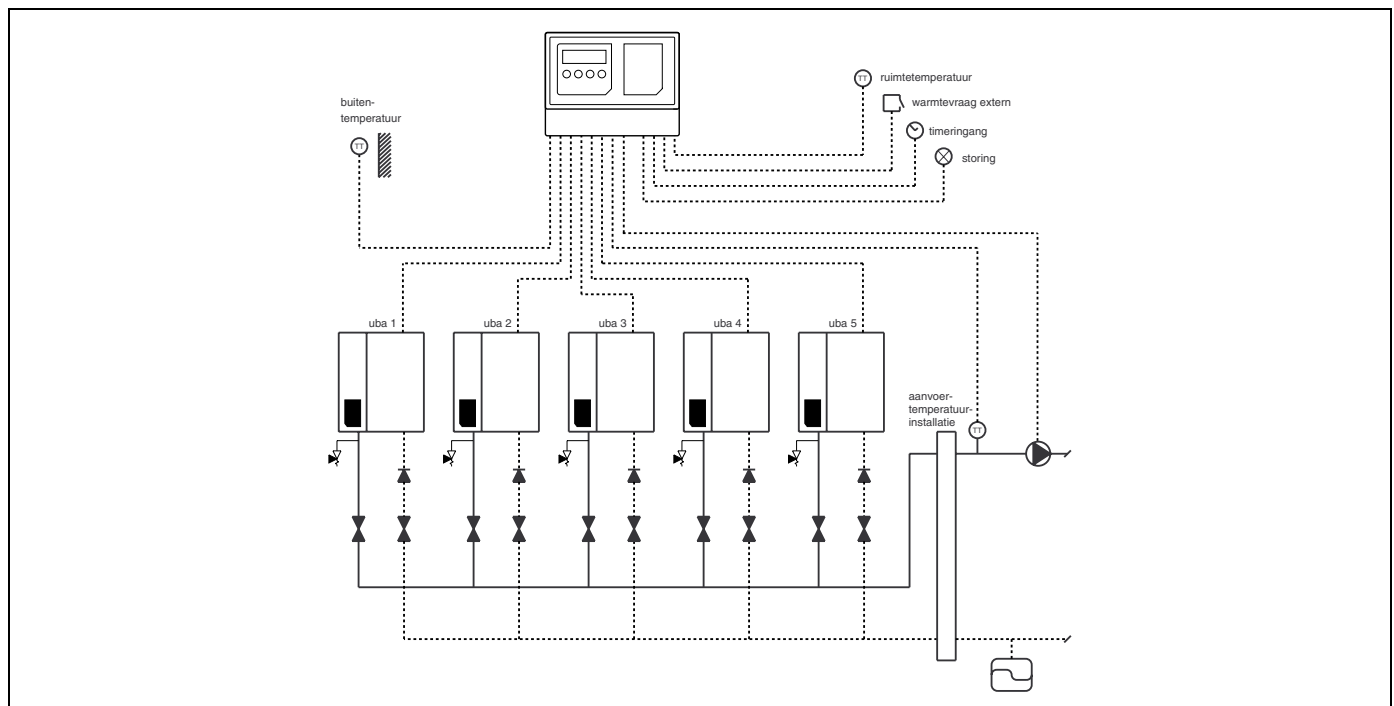 TT ruimtetemperatuur
warmtevraag extern
timeringang
storing
buiten-
temperatuur
TT
uba 1
uba 2
uba 3
uba 4
uba 5
aanvoer-
temperatuur-
installatie
TT